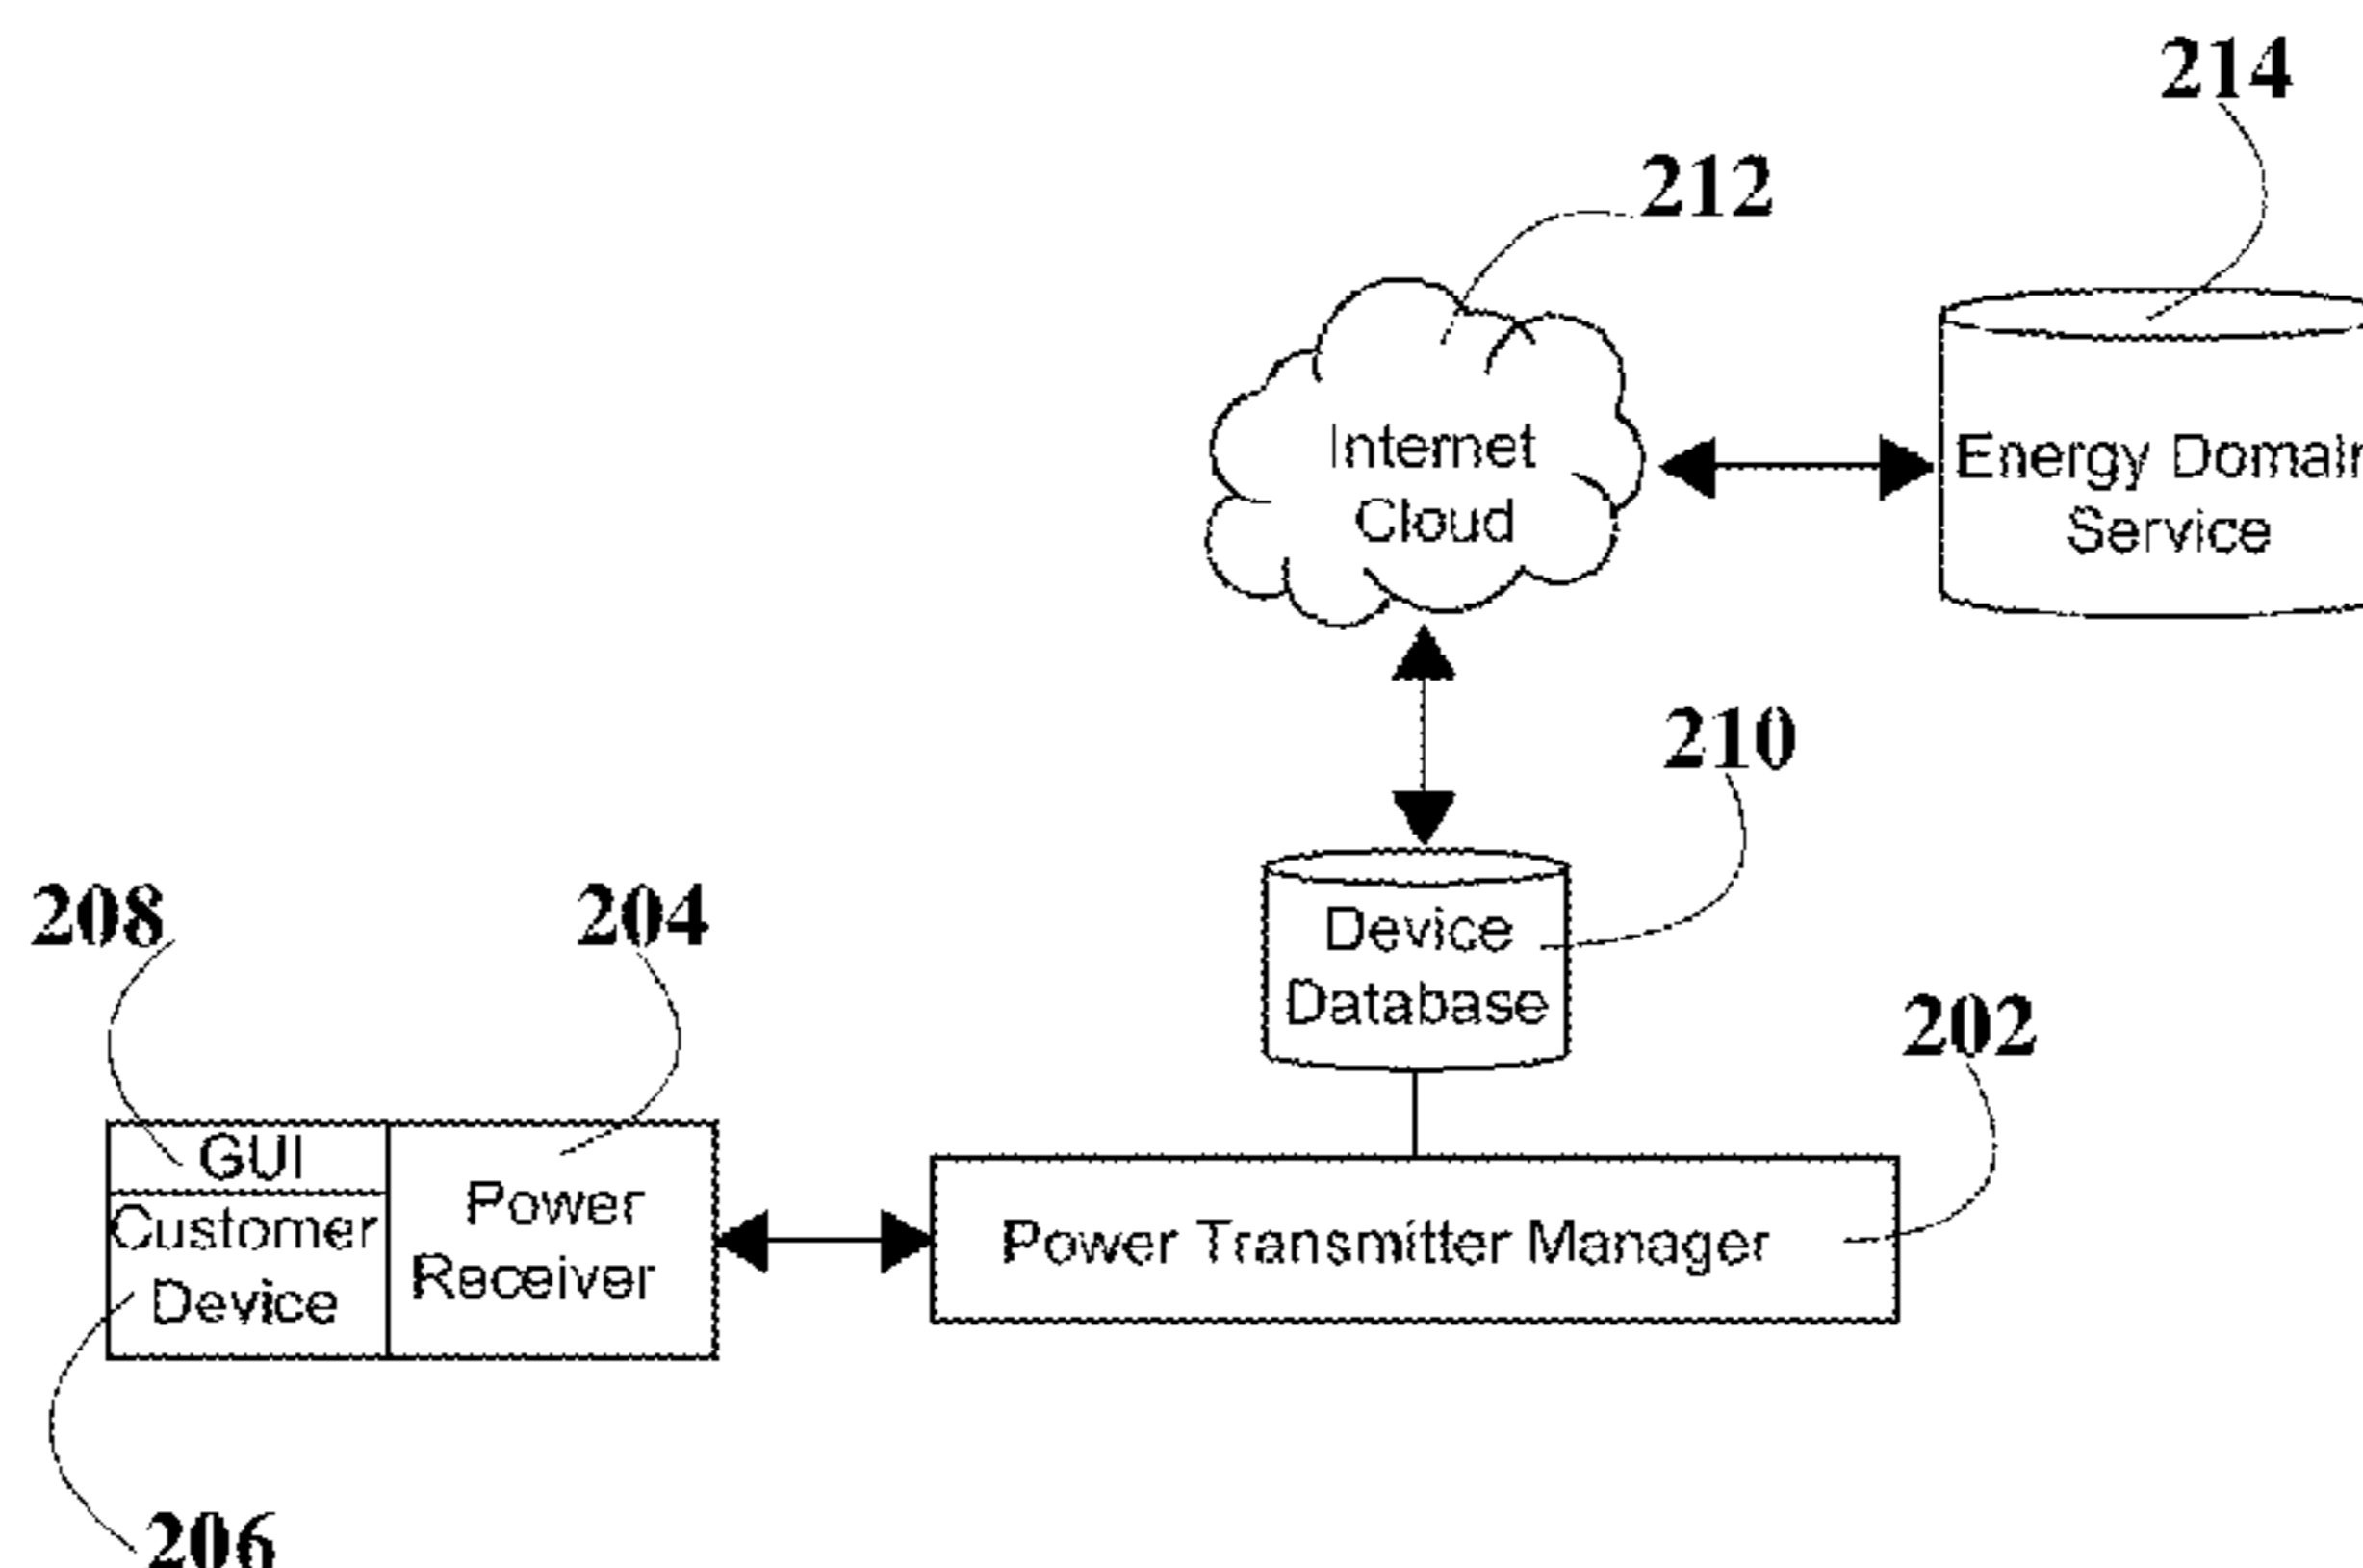 214
212
Internet
Cloud
Energy Domain
Service
210
Device
Database
208
204
202
GUI
Customer
Device
Power
Receiver
Power Transmitter Manager
206